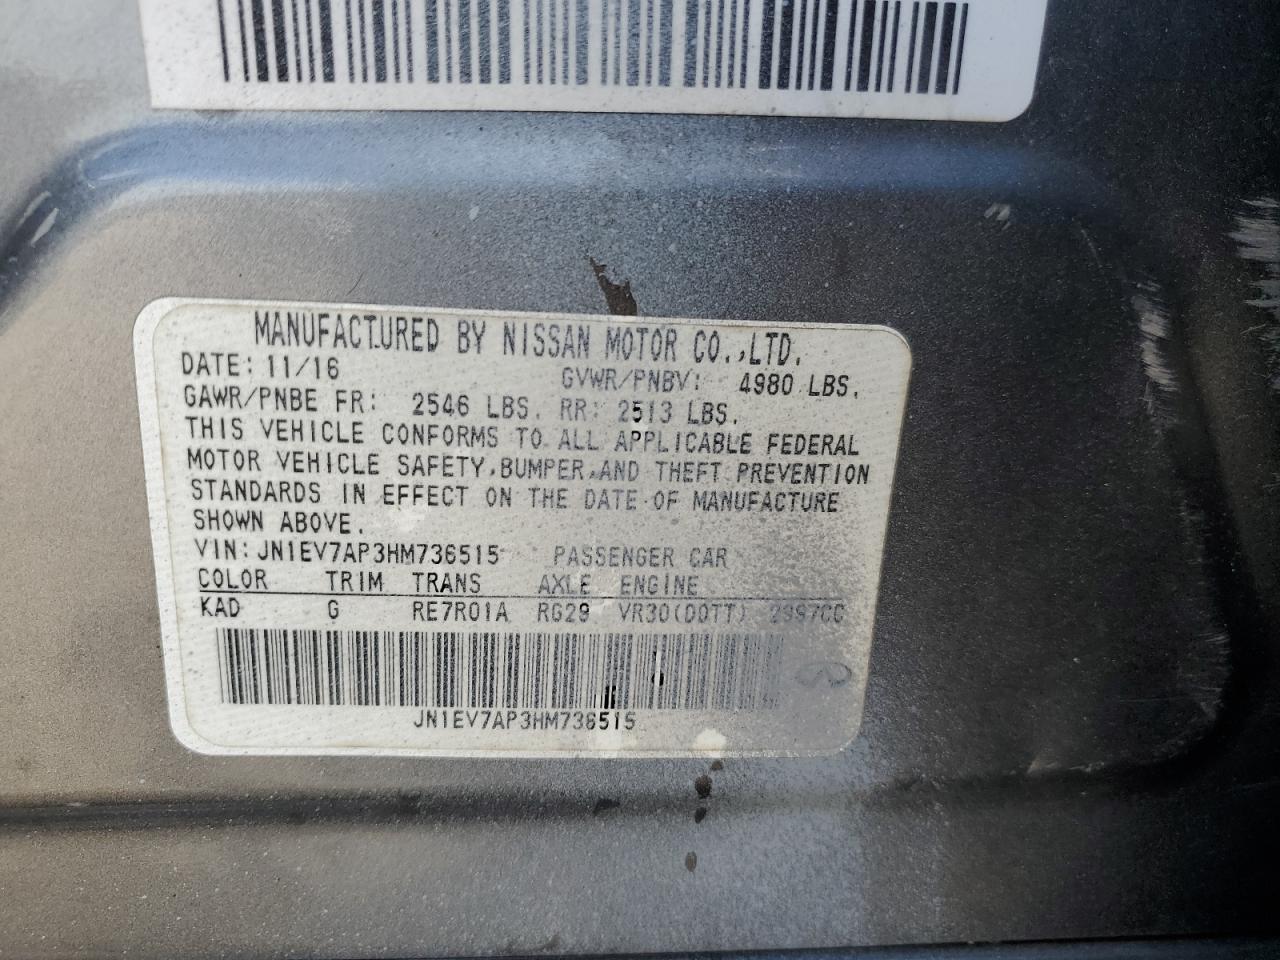 MANUFACTURED BY NISSAN MOTOR CO.,LTD.
DATE: 11/16 GVWR/PNBV: 4980 LBS.
GAWR/PNBE FR: 2546 LBS. RR: 2513 LBS.
THIS VEHICLE CONFORMS TO ALL APPLICABLE FEDERAL
MOTOR VEHICLE SAFETY, BUMPER, AND THEFT PREVENTION
STANDARDS IN EFFECT ON THE DATE OF MANUFACTURE
SHOWN ABOVE.
VIN: JN1EV7AP3HM736515 PASSENGER CAR
COLOR TRIM TRANS AXLE ENGINE
KAD G RE7R01A RG29 VR30(DDTT) 2997CC
JN1EV7AP3HM736515